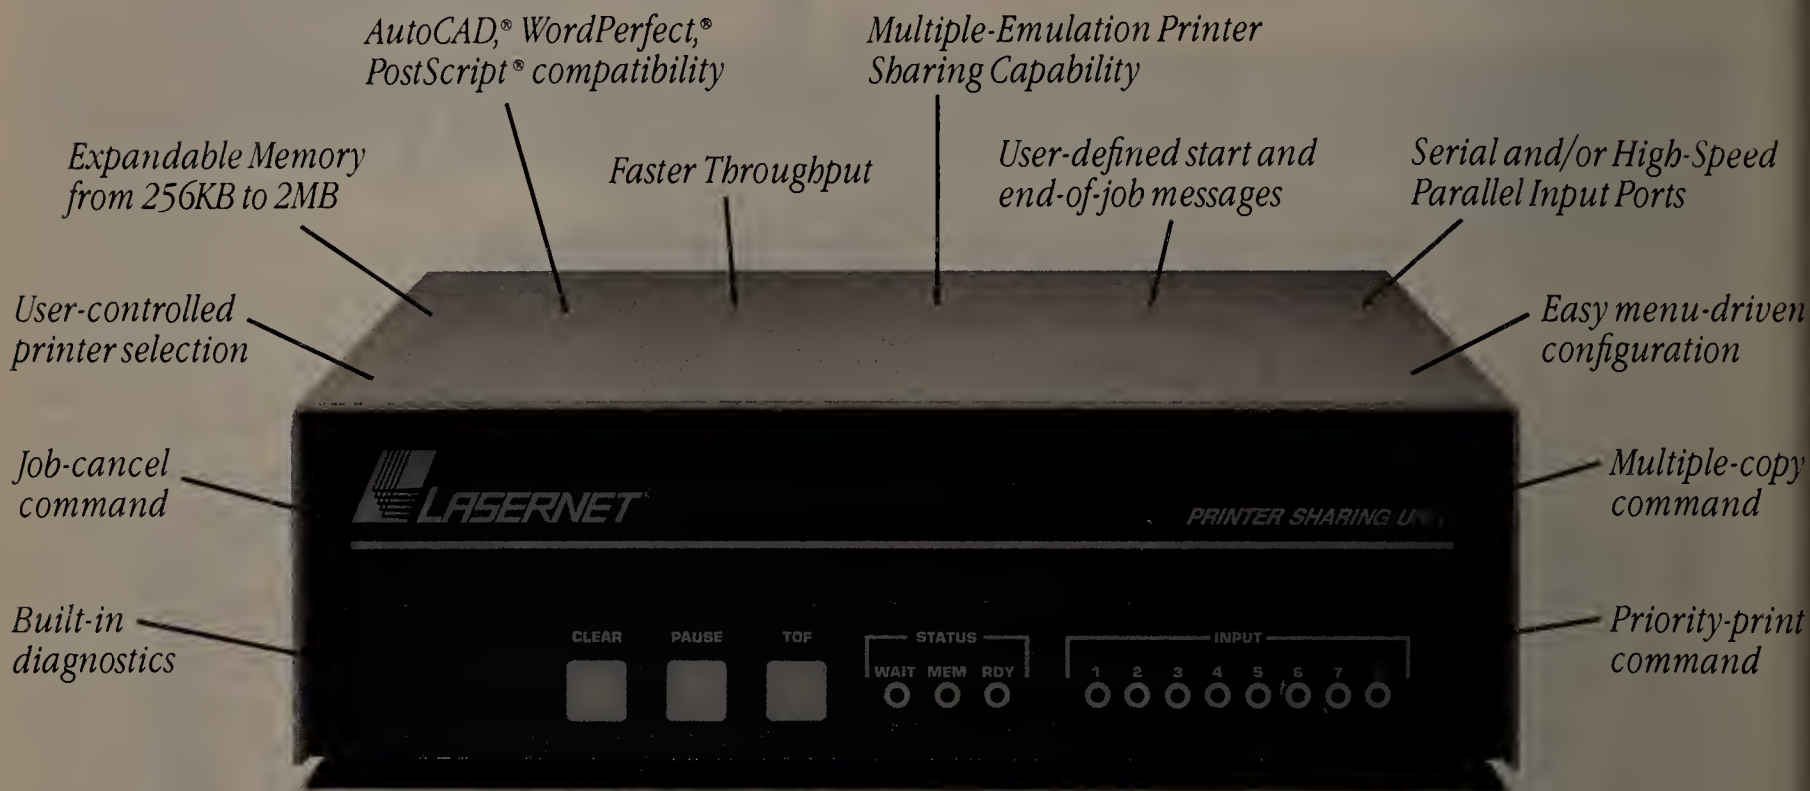 AutoCAD,® WordPerfect,®
PostScript® compatibility
Multiple-Emulation Printer
Sharing Capability
Expandable Memory
from 256KB to 2MB
Faster Throughput
User-defined start and
end-of-job messages
Serial and/or High-Speed
Parallel Input Ports
User-controlled
printer selection
Easy menu-driven
configuration
Job-cancel
command
LASERNET
PRINTER SHARING
Multiple-copy
command
Built-in
diagnostics
Priority-print
command
CLEAR PAUSE TOF STATUS INPUT
WAIT MEM RDY 1 2 3 4 5 6 7